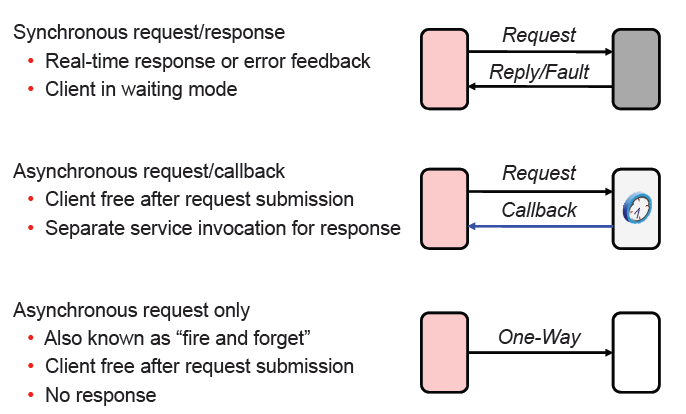 Synchronous request/response
• Real-time response or error feedback
• Client in waiting mode
Request
Reply/Fault
Asynchronous request/callback
• Client free after request submission
• Separate service invocation for response
Request
Callback
Asynchronous request only
• Also known as “fire and forget”
• Client free after request submission
• No response
One-Way